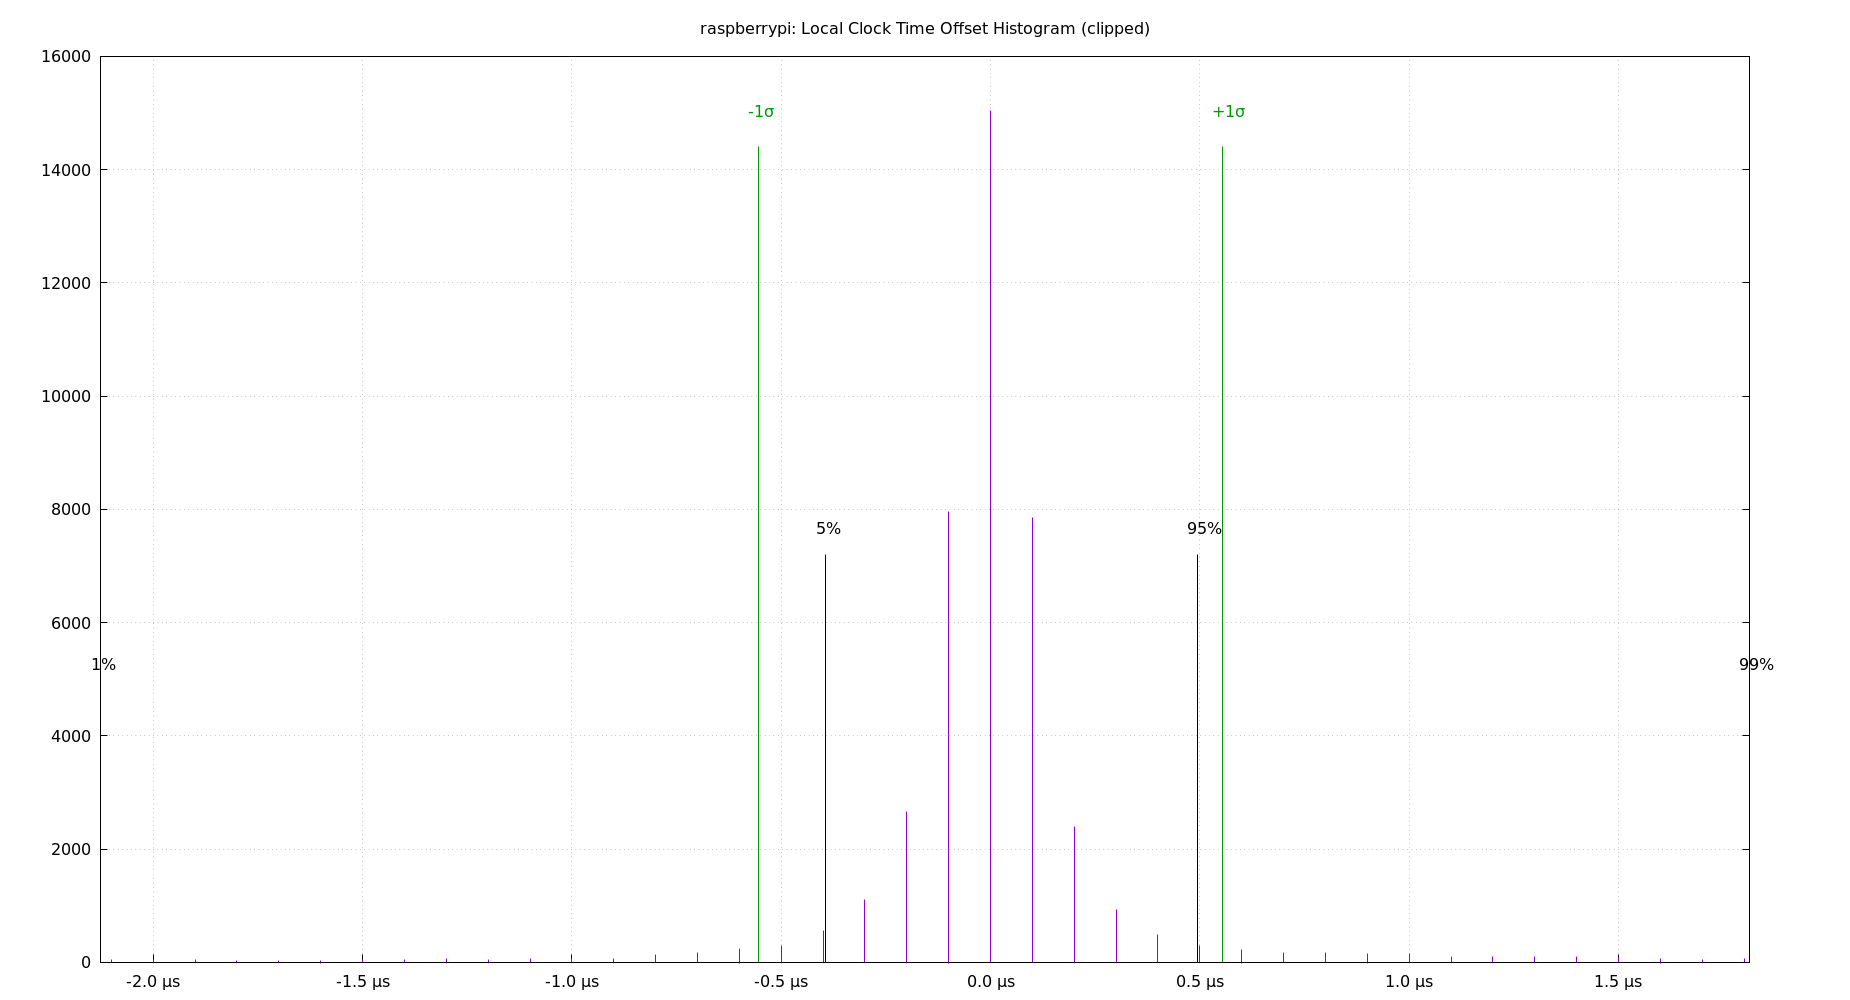 raspberrypi: Local Clock Time Offset Histogram (clipped)
16000
-1σ
+1σ
14000
12000
10000
8000
5%
95%
6000
1%
99%
4000
2000
0
-2.0 µs
-1.5 µs
-1.0 µs
-0.5 µs
0.0 µs
0.5 µs
1.0 µs
1.5 µs